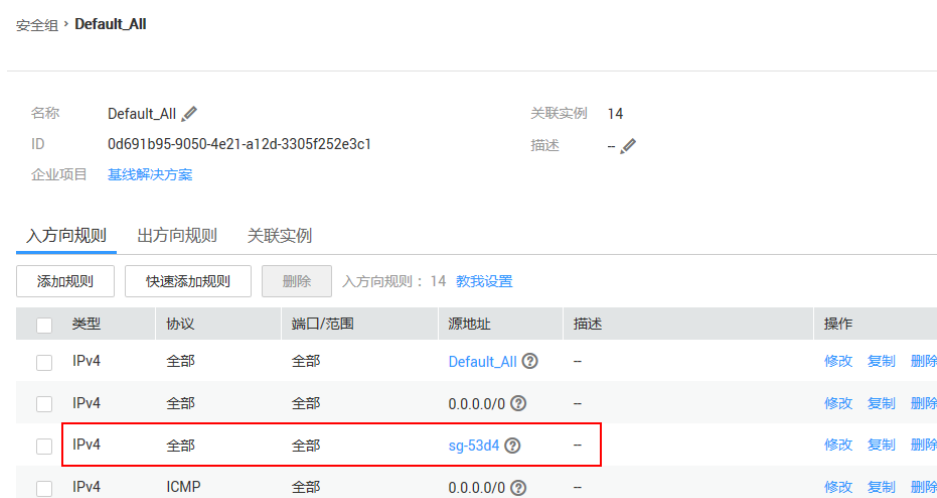 安全组 > Default_All
名称 Default_All 关联实例 14
ID 0d691b95-9050-4e21-a12d-3305f252e3c1 描述 --
企业项目 基线解决方案
入方向规则 出方向规则 关联实例
添加规则 快速添加规则 删除 入方向规则：14 教我设置
类型 协议 端口/范围 源地址 描述 操作
IPv4 全部 全部 Default_All ? -- 修改 复制 删除
IPv4 全部 全部 0.0.0.0/0 ? -- 修改 复制 删除
IPv4 全部 全部 sg-53d4 ? -- 修改 复制 删除
IPv4 ICMP 全部 0.0.0.0/0 ? -- 修改 复制 删除